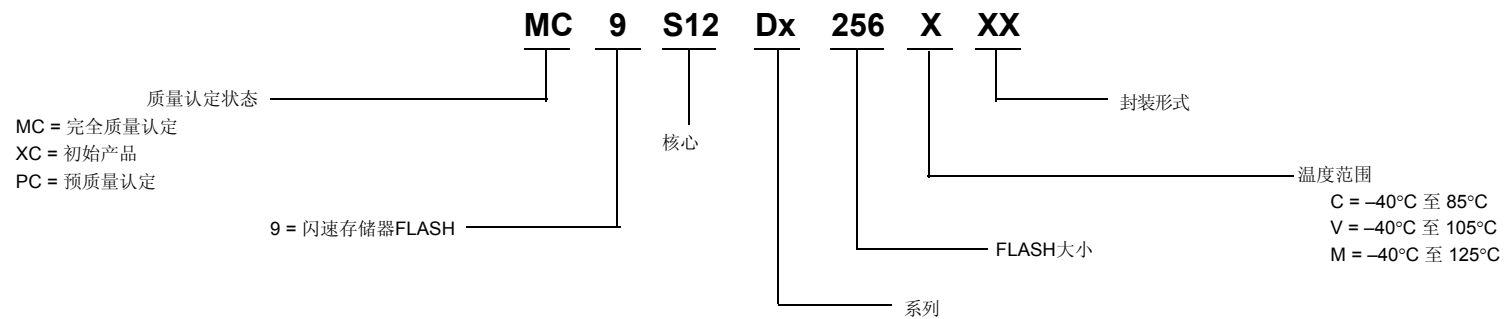 MC 9 S12 Dx 256 X XX
质量认定状态
MC = 完全质量认定
XC = 初始产品
PC = 预质量认定
封装形式
核心
温度范围
C = –40°C 至 85°C
V = –40°C 至 105°C
M = –40°C 至 125°C
9 = 闪速存储器FLASH
FLASH大小
系列